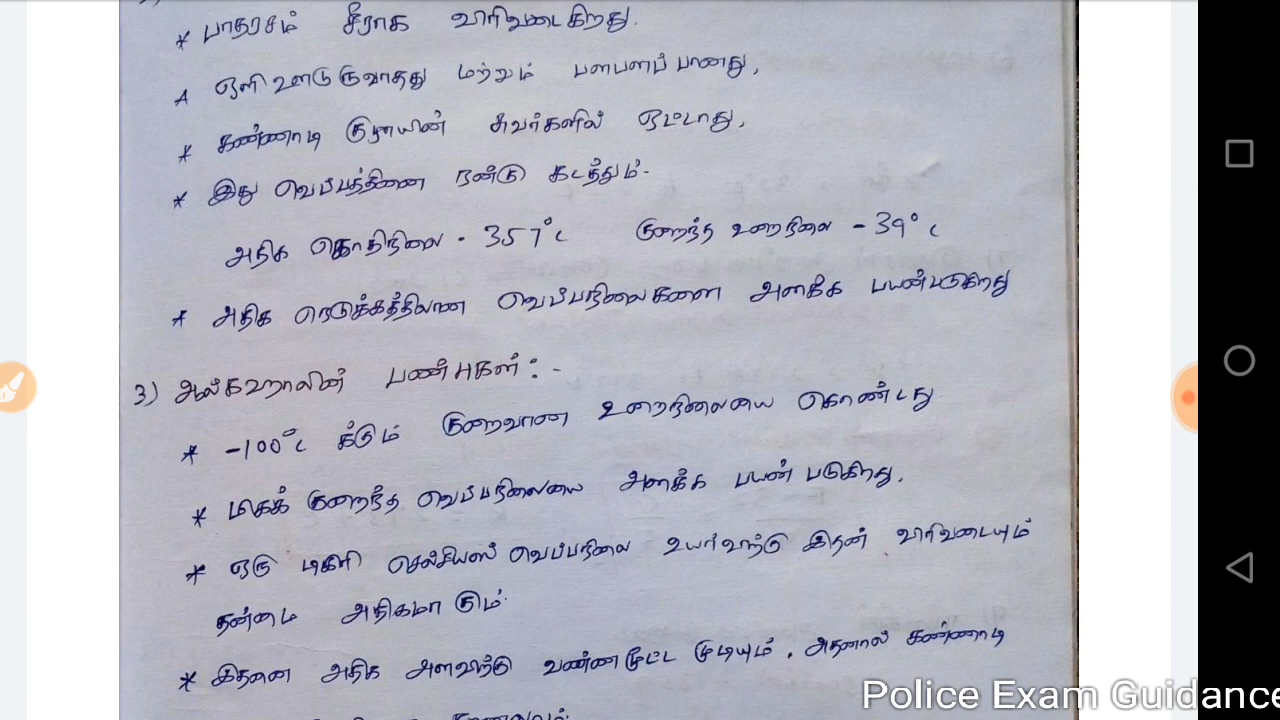 * பாதரசம் சீராக விரிவடைகிறது.
* ஒளி ஊடுருவாதது மற்றும் பளபளப்பானது,
* கண்ணாடி குழாயின் சுவர்களில் ஒட்டாது,
* இது வெப்பத்தினை நன்டு கடத்தும்.
அதிக கொதிநிலை - 357°c குறைந்த உறைநிலை - 39°c
* அதிக நெடுக்கத்திலான வெப்பநிலைகளை அளக்க பயன்படுகிறது
3) ஆல்கஹாலின் பண்புகள் : -
* -100°c க்கும் குறைவான உறைநிலையை கொண்டது
* மிகக் குறைந்த வெப்பநிலையை அளக்க பயன் படுகிறது.
* ஒரு டிகிரி செல்சியஸ் வெப்பநிலை உயர்விற்கு இதன் விரிவடையும்
தன்மை அதிகமாகும்.
* இதனை அதிக அளவிற்கு வண்ணமூட்ட முடியும். அதனால் கண்ணாடி
Police Exam Guidance